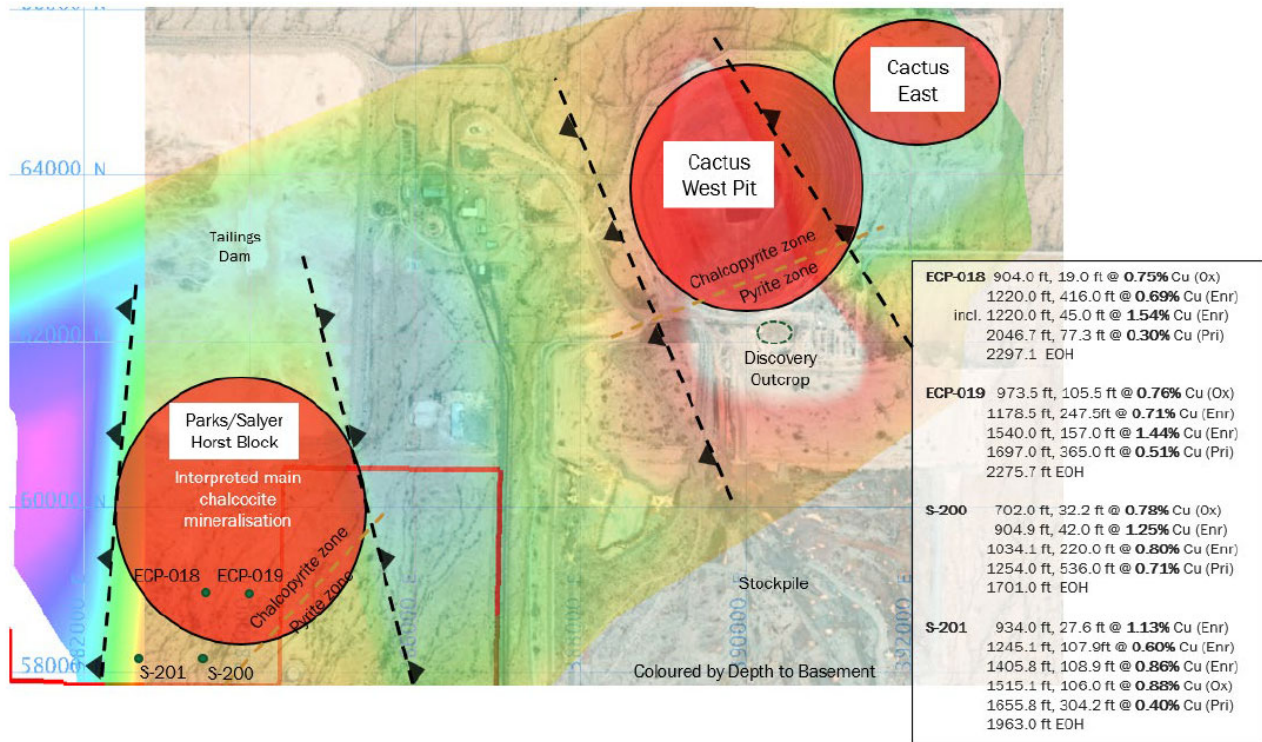 64000 N
Tailings
Dam
Cactus
East
Cactus
West Pit
Chalcopyrite zone
Pyrite zone
Discovery
Outcrop
Parks/Salyer
Horst Block
Interpreted main
chalcocite
mineralisation
60000 N
ECP-018 ECP-019
Chalcopyrite zone
Pyrite zone
S-201 S-200
58000 N
Stockpile
Coloured by Depth to Basement
ECP-018 904.0 ft, 19.0 ft @ 0.75% Cu (Ox)
1220.0 ft, 416.0 ft @ 0.69% Cu (Enr)
incl. 1220.0 ft, 45.0 ft @ 1.54% Cu (Enr)
2046.7 ft, 77.3 ft @ 0.30% Cu (Pri)
2297.1 EOH
ECP-019 973.5 ft, 105.5 ft @ 0.76% Cu (Ox)
1178.5 ft, 247.5ft @ 0.71% Cu (Enr)
1540.0 ft, 157.0 ft @ 1.44% Cu (Enr)
1697.0 ft, 365.0 ft @ 0.51% Cu (Pri)
2275.7 ft EOH
S-200 702.0 ft, 32.2 ft @ 0.78% Cu (Ox)
904.9 ft, 42.0 ft @ 1.25% Cu (Enr)
1034.1 ft, 220.0 ft @ 0.80% Cu (Enr)
1254.0 ft, 536.0 ft @ 0.71% Cu (Pri)
1701.0 ft EOH
S-201 934.0 ft, 27.6 ft @ 1.13% Cu (Enr)
1245.1 ft, 107.9ft @ 0.60% Cu (Enr)
1405.8 ft, 108.9 ft @ 0.86% Cu (Enr)
1515.1 ft, 106.0 ft @ 0.88% Cu (Ox)
1655.8 ft, 304.2 ft @ 0.40% Cu (Pri)
1963.0 ft EOH